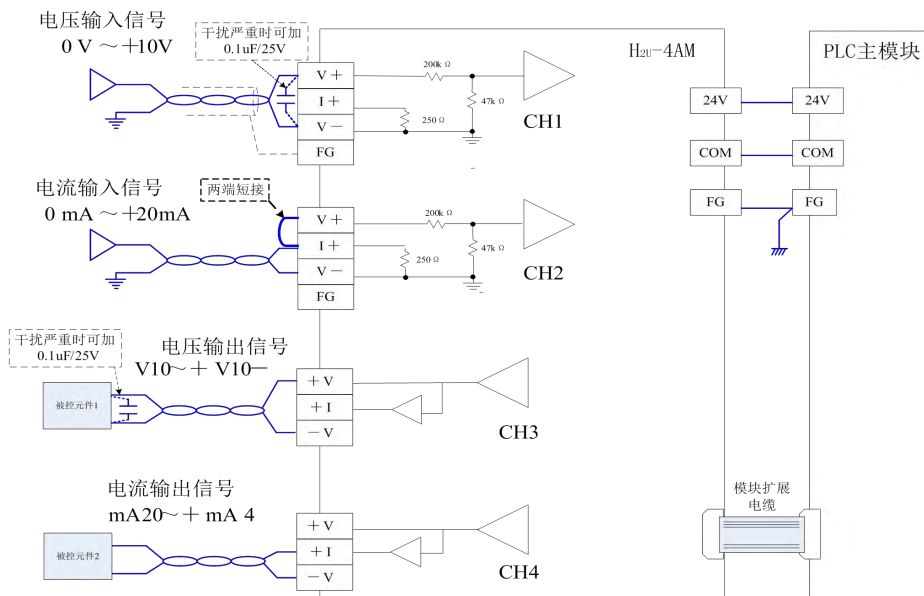 电压输入信号
0 V ～ +10V
干扰严重时可加
0.1uF/25V
V +
I +
V －
FG
200k Ω
47k Ω
250 Ω
CH1
H2U-4AM
PLC主模块
24V
24V
COM
COM
FG
FG
电流输入信号
0 mA ～ +20mA
两端短接
V +
I +
V －
FG
200k Ω
47k Ω
250 Ω
CH2
干扰严重时可加
0.1uF/25V
电压输出信号
V10～＋ V10－
被控元件1
＋ V
＋ I
－ V
CH3
电流输出信号
mA20～＋ mA 4
被控元件2
＋ V
＋ I
－ V
CH4
模块扩展
电缆